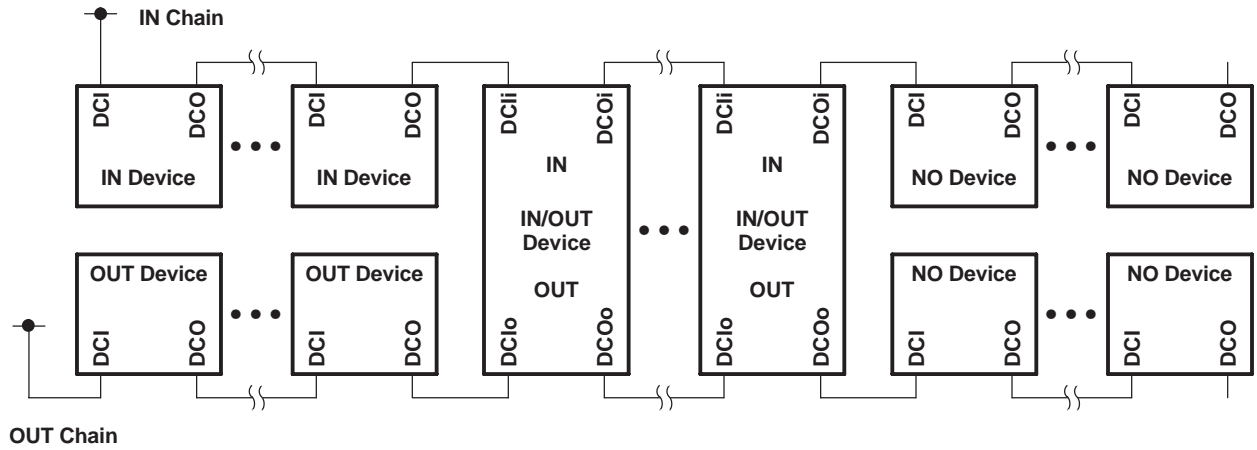 IN Chain
DCI DCO DCI DCO DCIi DCOi DCIi DCOi DCI DCO DCI DCO
IN Device IN Device IN IN NO Device NO Device
IN/OUT IN/OUT
Device Device
OUT Device OUT Device OUT OUT NO Device NO Device
DCI DCO DCI DCO DCIo DCOo DCIo DCOo DCI DCO DCI DCO
OUT Chain